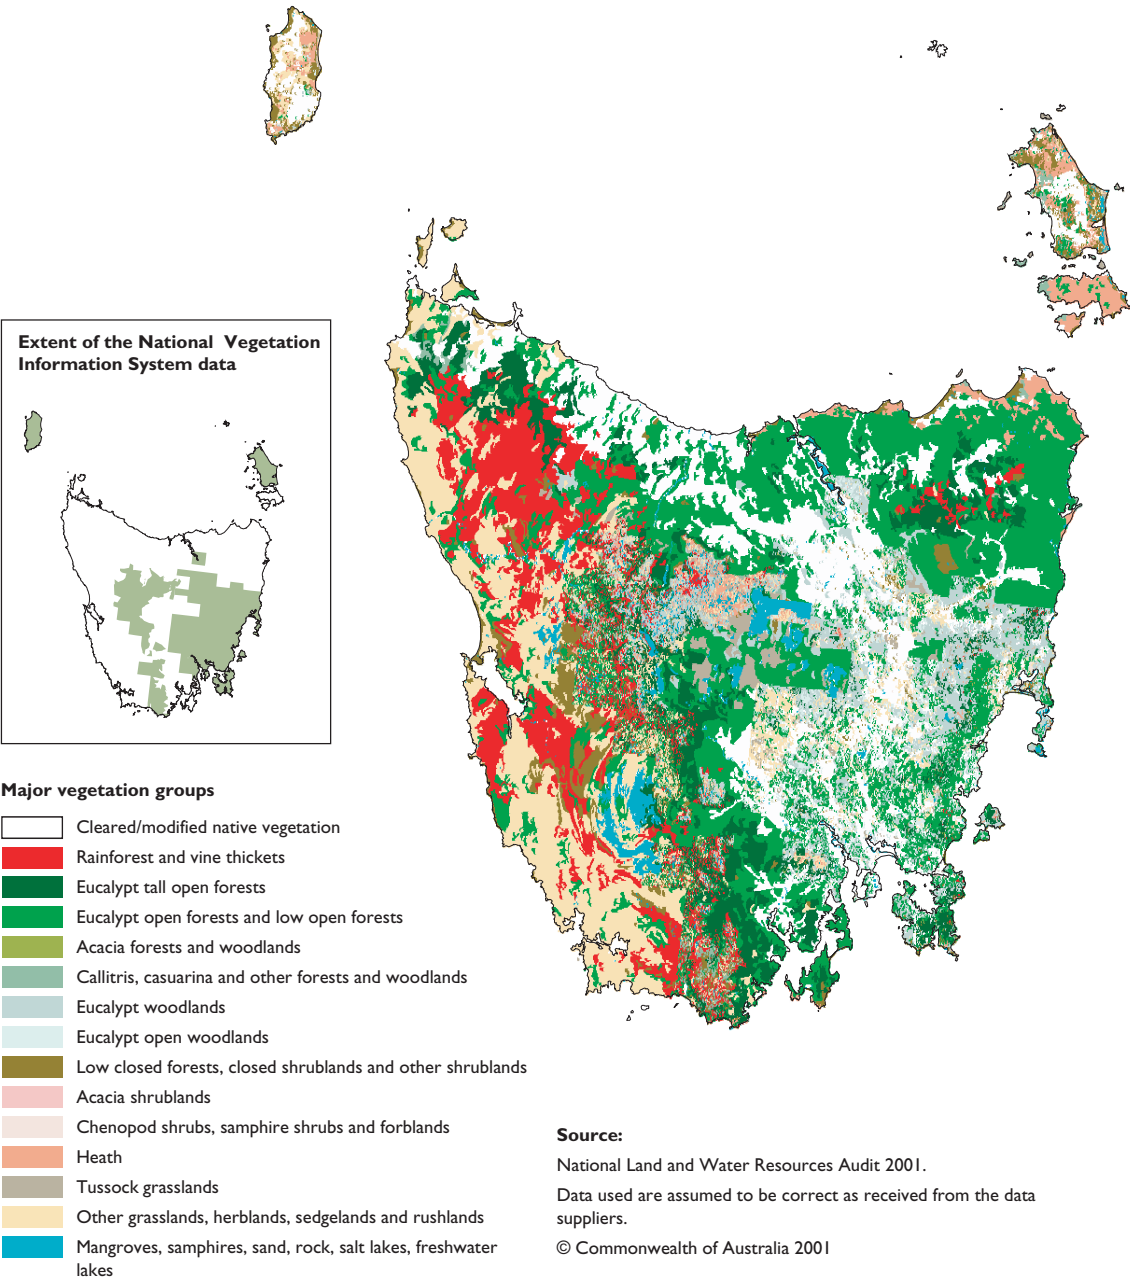 Extent of the National Vegetation
Information System data
Major vegetation groups
Cleared/modified native vegetation
Rainforest and vine thickets
Eucalypt tall open forests
Eucalypt open forests and low open forests
Acacia forests and woodlands
Callitris, casuarina and other forests and woodlands
Eucalypt woodlands
Eucalypt open woodlands
Low closed forests, closed shrublands and other shrublands
Acacia shrublands
Chenopod shrubs, samphire shrubs and forblands
Heath
Tussock grasslands
Other grasslands, herblands, sedgelands and rushlands
Mangroves, samphires, sand, rock, salt lakes, freshwater
lakes
Source:
National Land and Water Resources Audit 2001.
Data used are assumed to be correct as received from the data
suppliers.
© Commonwealth of Australia 2001